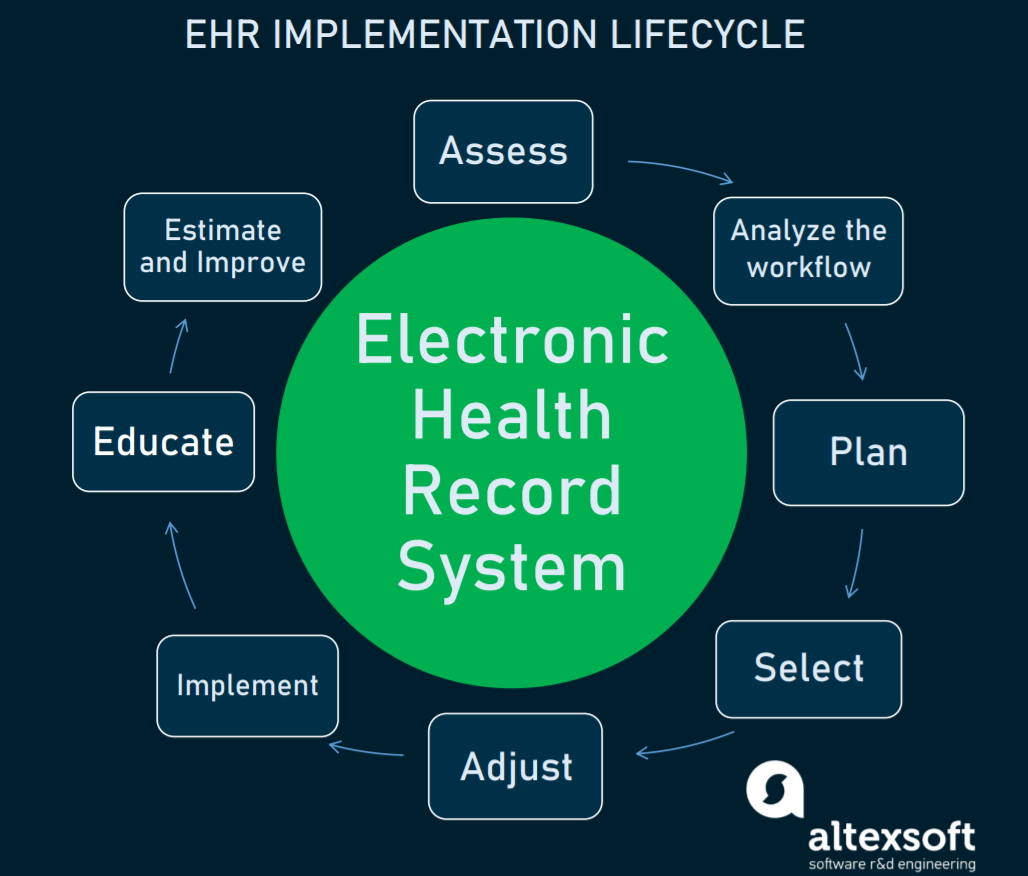 EHR IMPLEMENTATION LIFECYCLE
Assess
Analyze the
workflow
Plan
Select
Adjust
Implement
Educate
Estimate
and Improve
Electronic
Health
Record
System
altexsoft
software r&d engineering